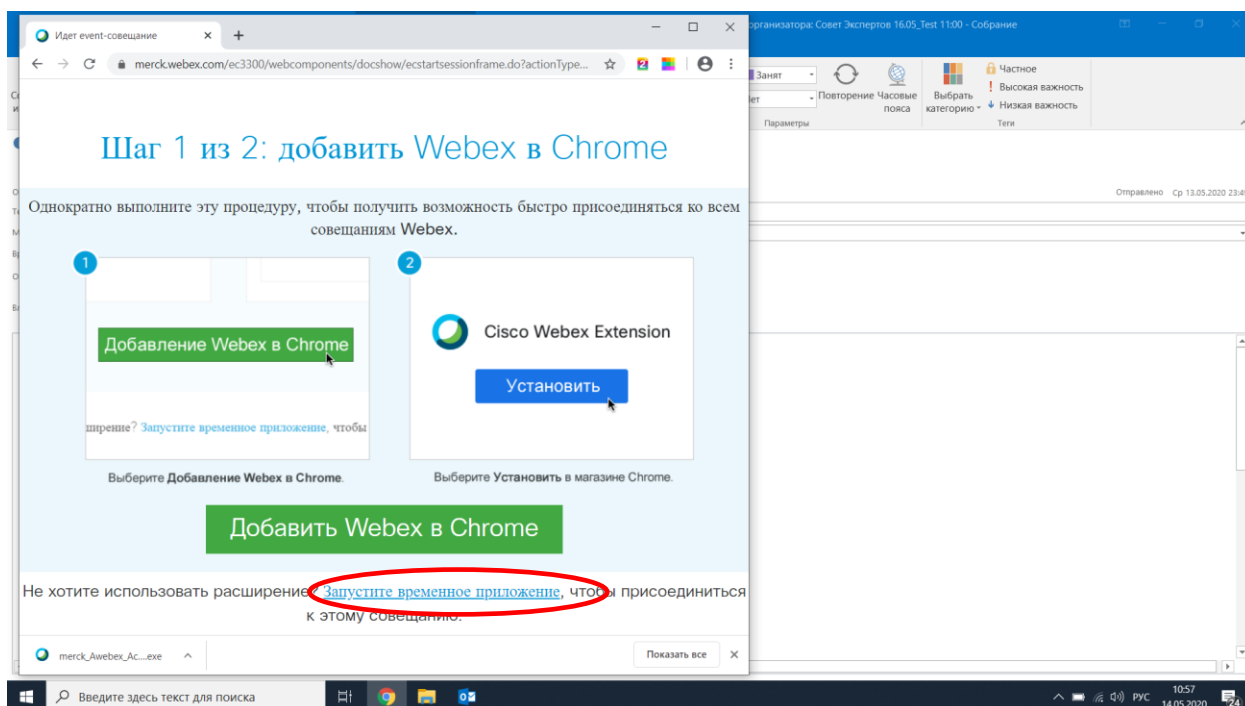 Идет event-совещание
организатора: Совет Экспертов 16.05_Test 11:00 - Собрание
merck.webex.com/ec3300/webcomponents/docshow/ecstartsessionframe.do?actionType...
Занят
Повторение
Часовые
пояса
Выбрать
категорию
Частное
Высокая важность
Низкая важность
Параметры
Теги
Отправлено Ср 13.05.2020 23:4
Шаг 1 из 2: добавить Webex в Chrome
Однократно выполните эту процедуру, чтобы получить возможность быстро присоединяться ко всем
совещаниям Webex.
1
2
Добавление Webex в Chrome
ширение? Запустите временное приложение, чтобы
Cisco Webex Extension
Установить
Выберите Добавление Webex в Chrome.
Выберите Установить в магазине Chrome.
Добавить Webex в Chrome
Не хотите использовать расширение? Запустите временное приложение, чтобы присоединиться
к этому совещанию.
merck_Awebex_Ac....exe
Показать все
Введите здесь текст для поиска
РУС
10:57
14.05.2020
24